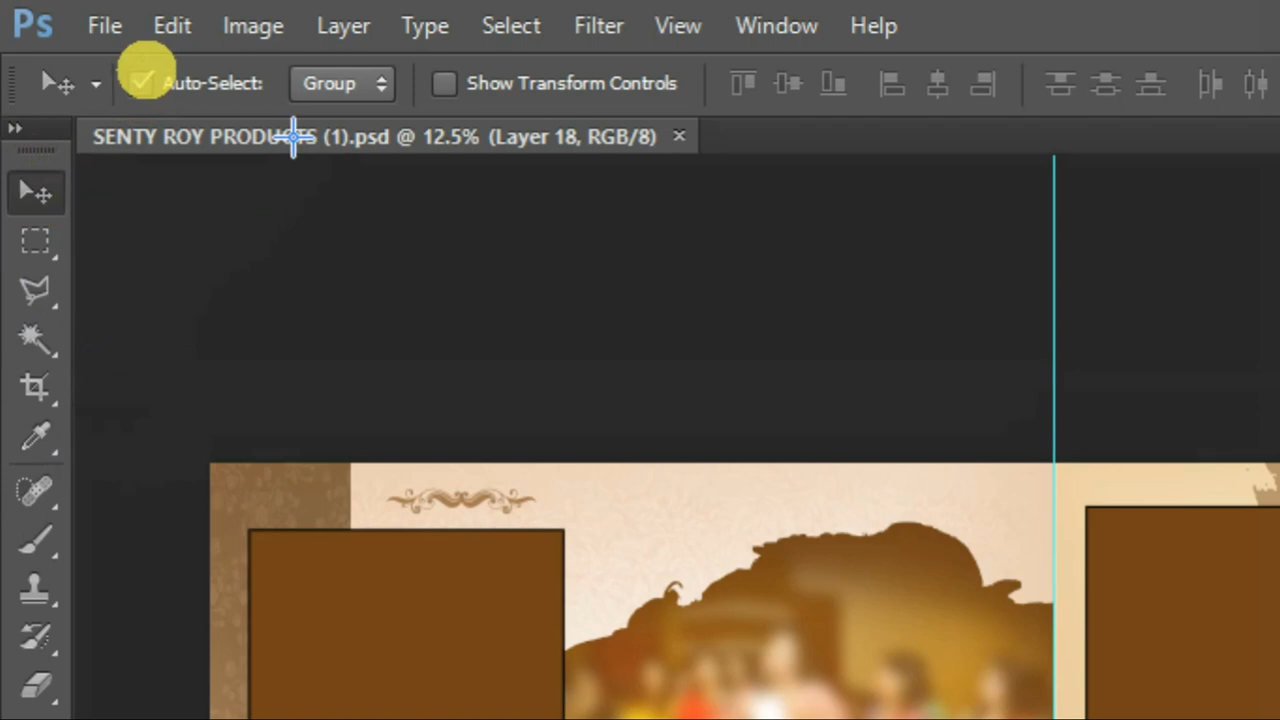 Ps File Edit Image Layer Type Select Filter View Window Help
Auto-Select: Group Show Transform Controls
SENTY ROY PRODUCTS (1).psd @ 12.5% (Layer 18, RGB/8) ×